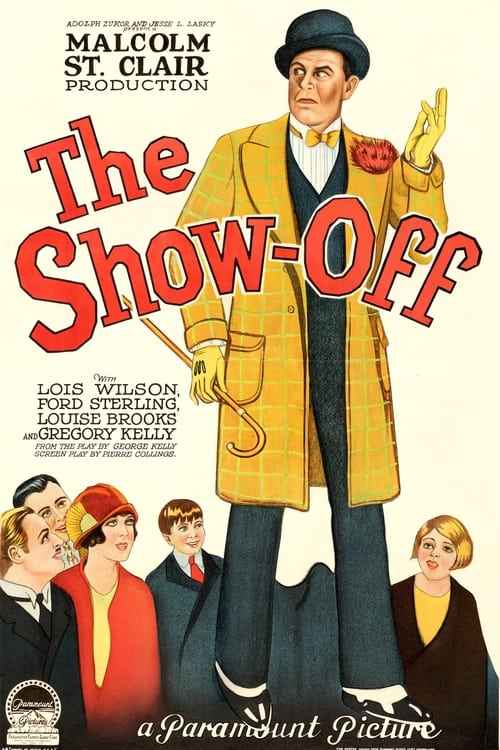 ADOLPH ZUKOR AND JESSE L. LASKY
present a
MALCOLM
ST. CLAIR
PRODUCTION
The
Show-Off
WITH
LOIS WILSON,
FORD STERLING,
LOUISE BROOKS
AND GREGORY KELLY
FROM THE PLAY BY GEORGE KELLY
SCREEN PLAY BY PIERRE COLLINGS.
Paramount
Pictures
a Paramount Picture